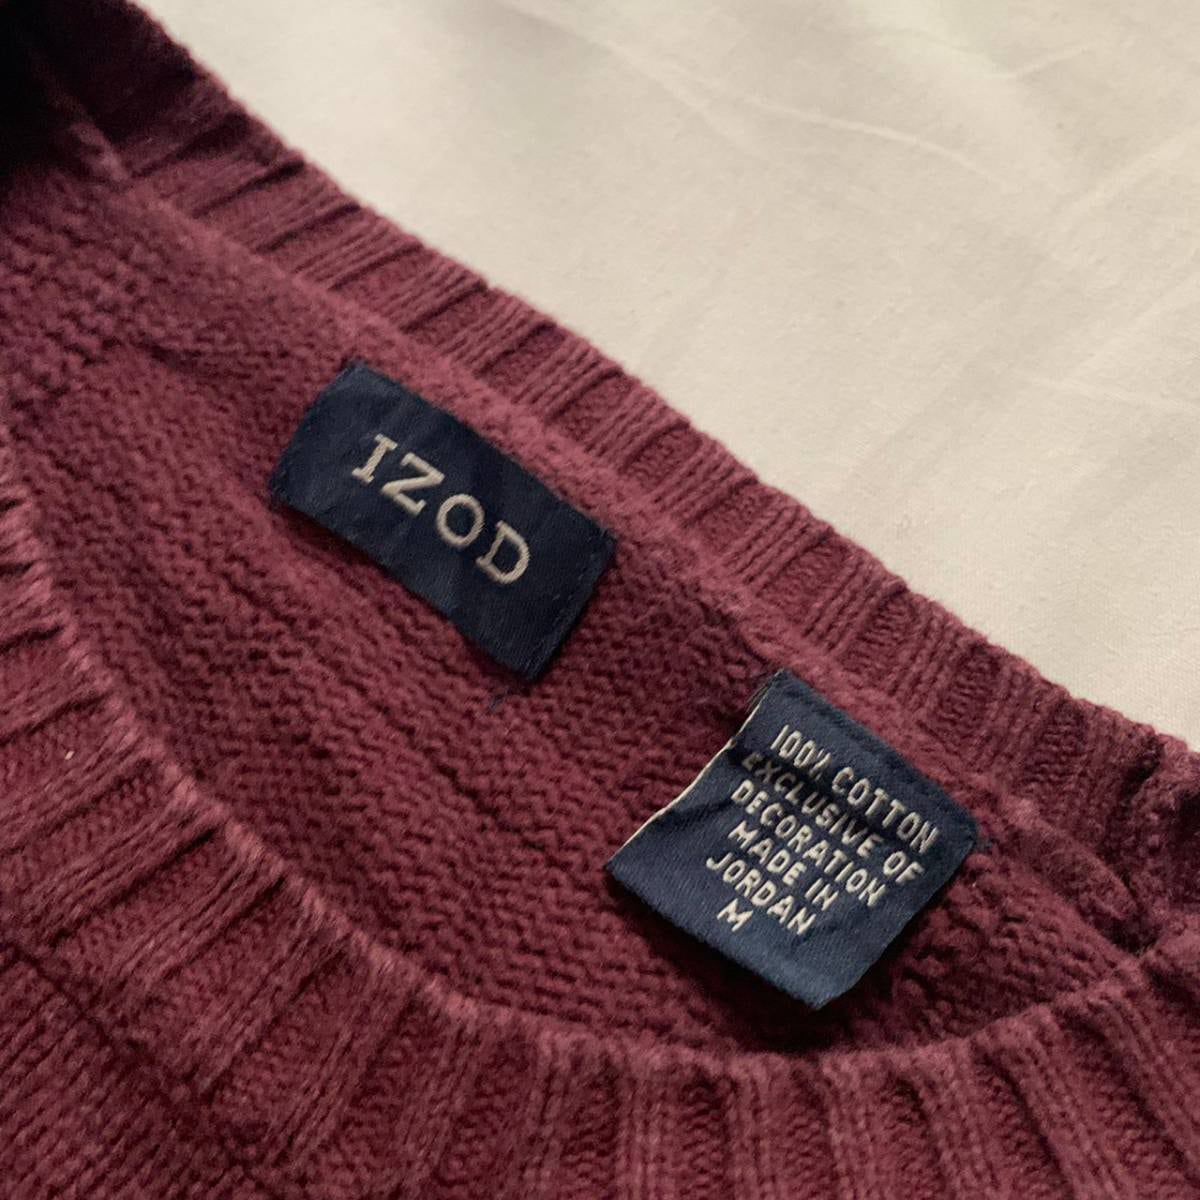 IZOD
100% COTTON
EXCLUSIVE OF
DECORATION
MADE IN
JORDAN
M